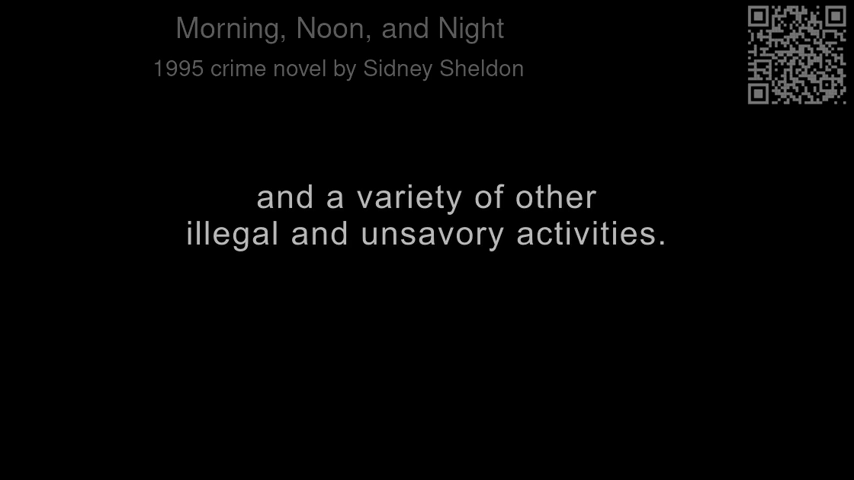 Morning, Noon, and Night
1995 crime novel by Sidney Sheldon
and a variety of other
illegal and unsavory activities.